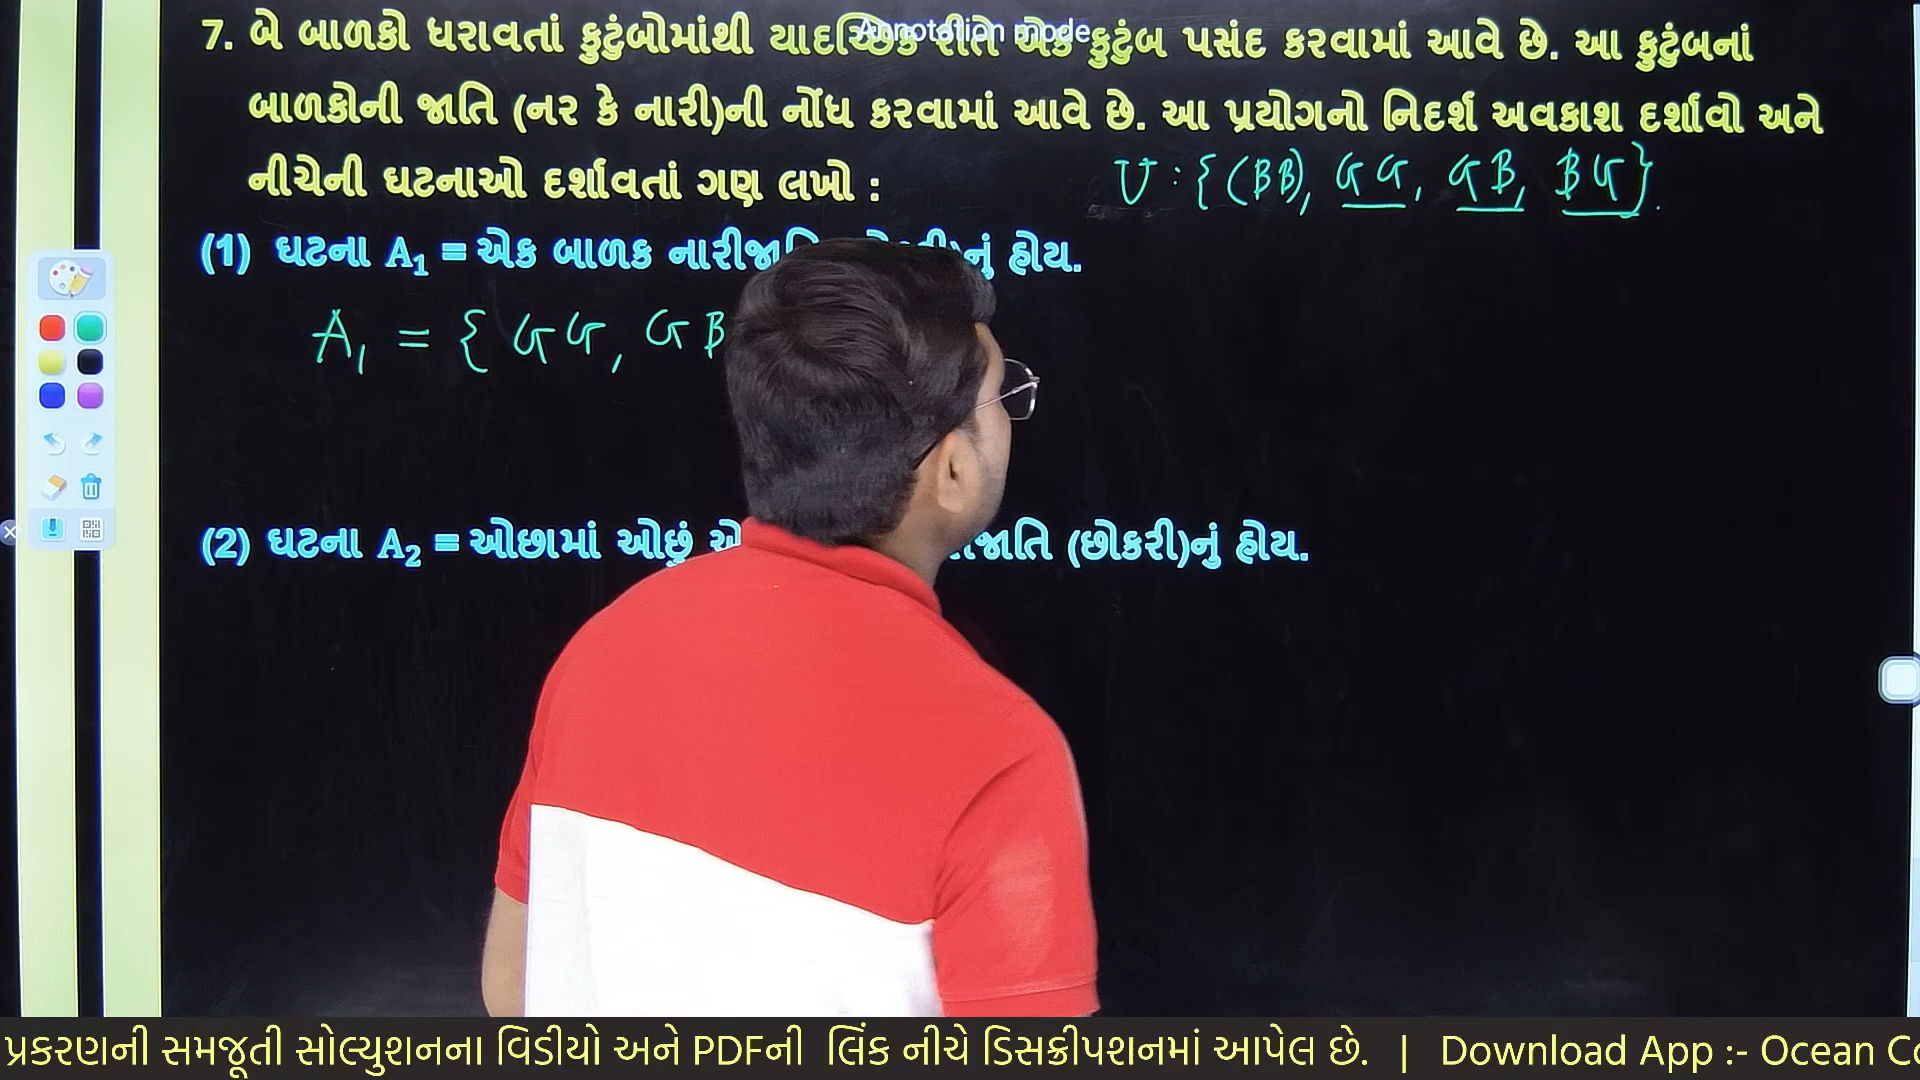 Annotation mode
7. બે બાળકો ધરાવતાં કુટુંબોમાંથી યાદચ્છિક રીતે એક કુટુંબ પસંદ કરવામાં આવે છે. આ કુટુંબનાં
બાળકોની જાતિ (નર કે નારી)ની નોંધ કરવામાં આવે છે. આ પ્રયોગનો નિદર્શ અવકાશ દર્શાવો અને
નીચેની ઘટનાઓ દર્શાવતાં ગણ લખો :
U : {(BB), GG, GB, BG}.
(1) ઘટના A₁ = એક બાળક નું હોય.
A₁ = { GG, GB
(2) ઘટના A₂ = ઓછામાં ઓછું (છોકરી)નું હોય.
પ્રકરણની સમજૂતી સોલ્યુશનના વિડીયો અને PDFની લિંક નીચે ડિસક્રીપશનમાં આપેલ છે. | Download App :- Ocean